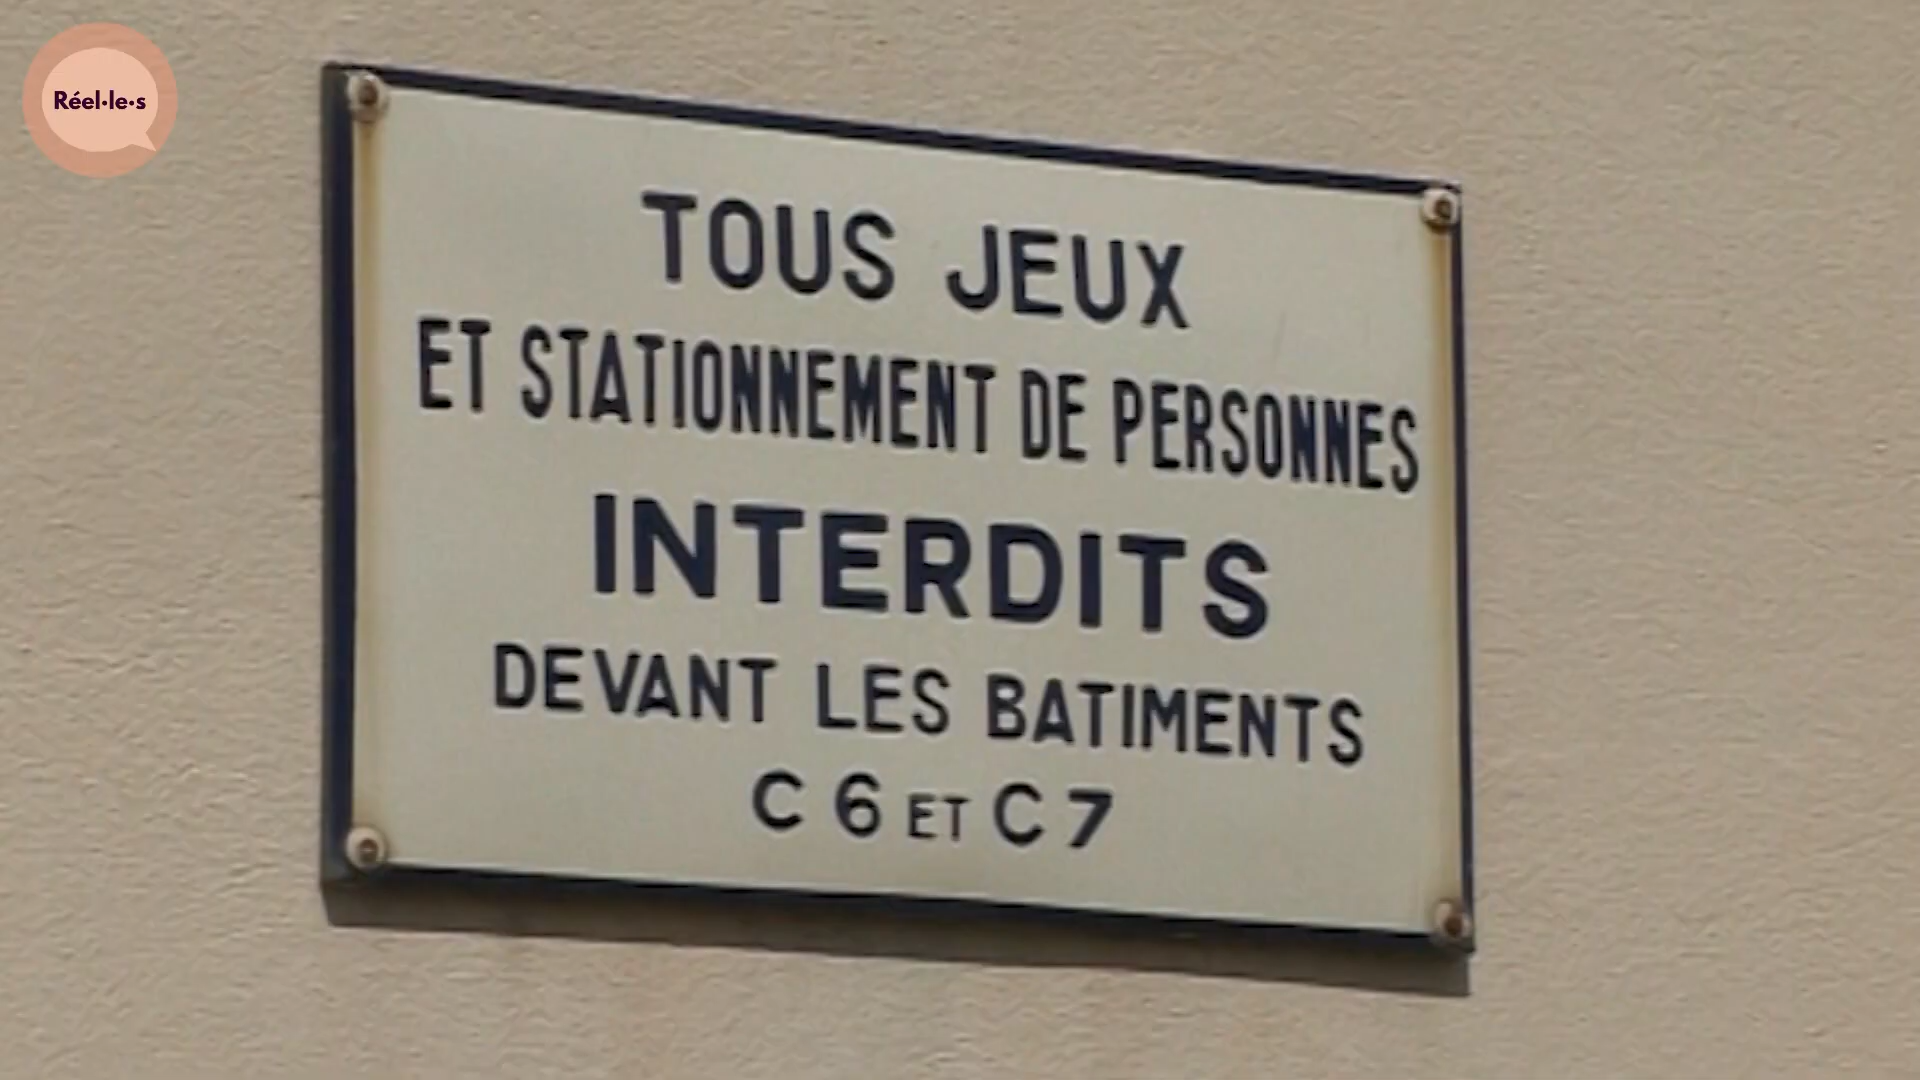 Réel·le·s
TOUS JEUX
ET STATIONNEMENT DE PERSONNES
INTERDITS
DEVANT LES BATIMENTS
C 6 ET C 7